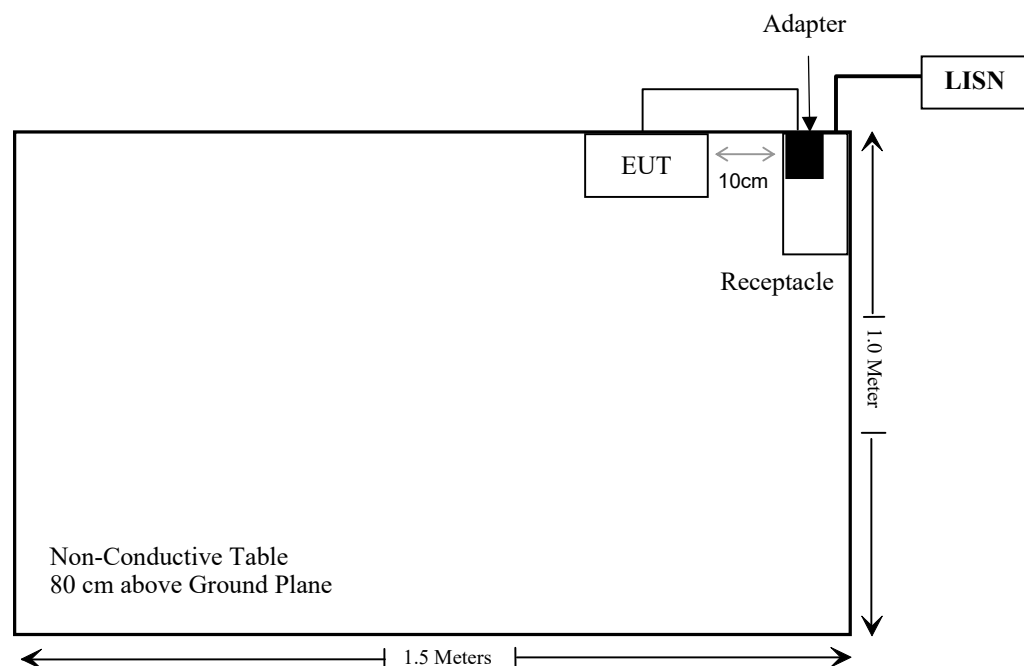 Adapter
LISN
EUT
10cm
Receptacle
1.0 Meter
Non-Conductive Table
80 cm above Ground Plane
1.5 Meters